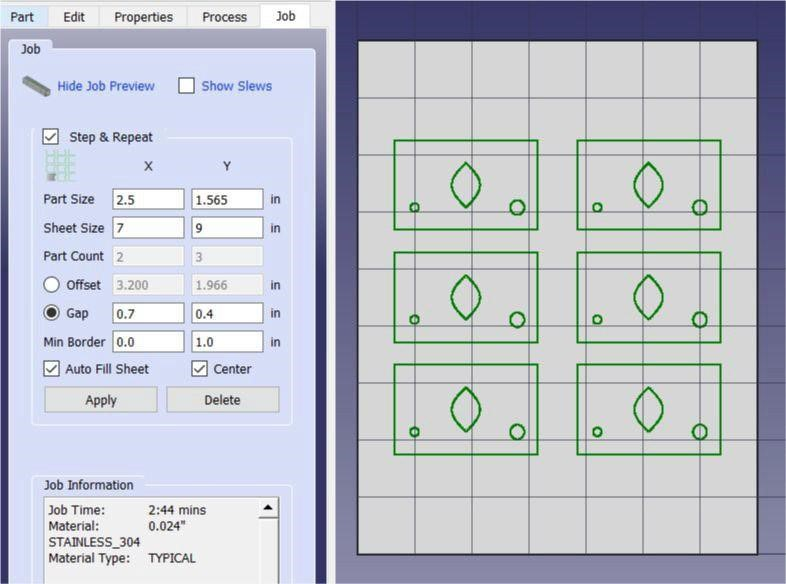 Part Edit Properties Process Job
Job
Hide Job Preview Show Slews
Step & Repeat
X Y
Part Size 2.5 1.565 in
Sheet Size 7 9 in
Part Count 2 3
Offset 3.200 1.966 in
Gap 0.7 0.4 in
Min Border 0.0 1.0 in
Auto Fill Sheet Center
Apply Delete
Job Information
Job Time: 2:44 mins
Material: 0.024"
STAINLESS_304
Material Type: TYPICAL